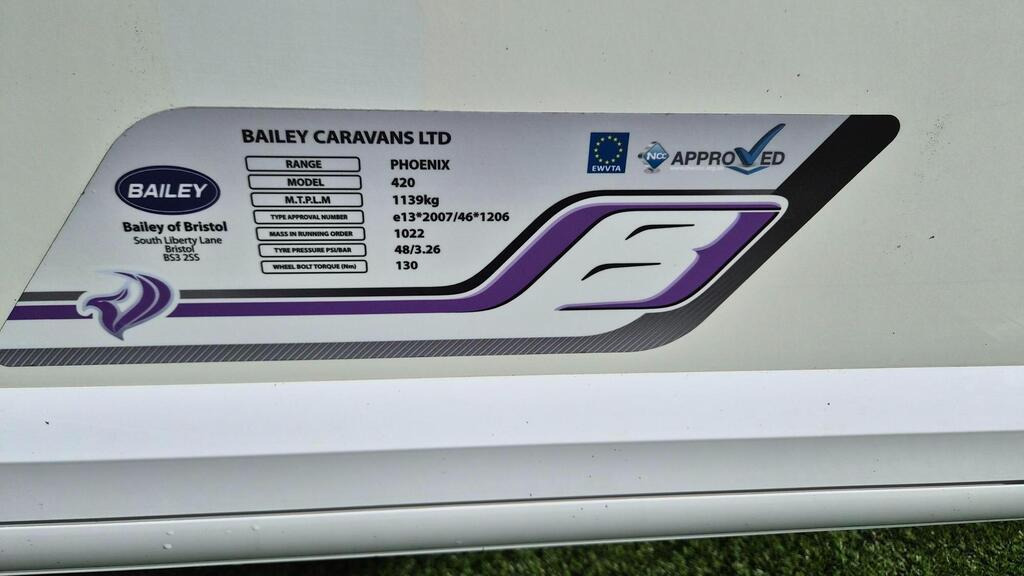 BAILEY CARAVANS LTD
RANGE PHOENIX
MODEL 420
M.T.P.L.M 1139kg
TYPE APPROVAL NUMBER e13*2007/46*1206
MASS IN RUNNING ORDER 1022
TYRE PRESSURE PSI/BAR 48/3.26
WHEEL BOLT TORQUE (Nm) 130
BAILEY
Bailey of Bristol
South Liberty Lane
Bristol
BS3 2SS
EWVTA
NCC APPROVED
B